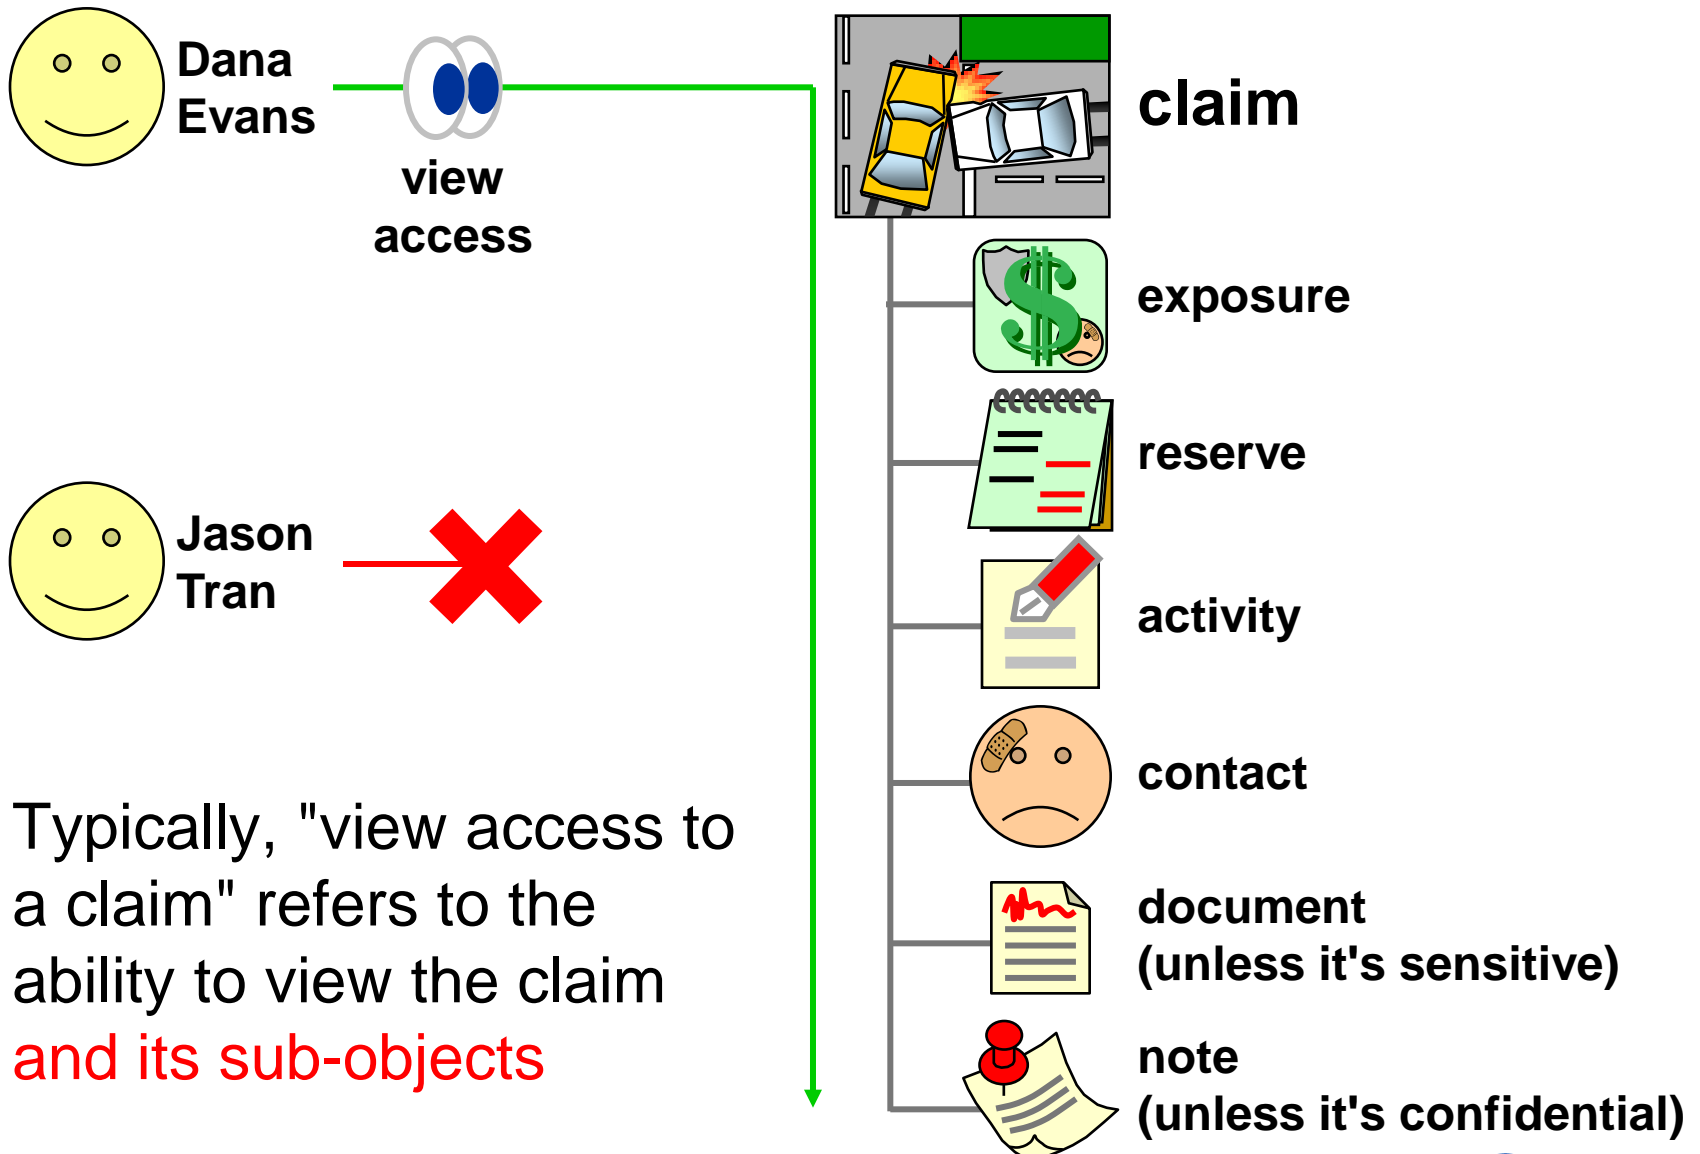 Dana
Evans
view
access
claim
exposure
reserve
Jason
Tran
activity
contact
Typically, "view access to
a claim" refers to the
ability to view the claim
and its sub-objects
document
(unless it's sensitive)
note
(unless it's confidential)